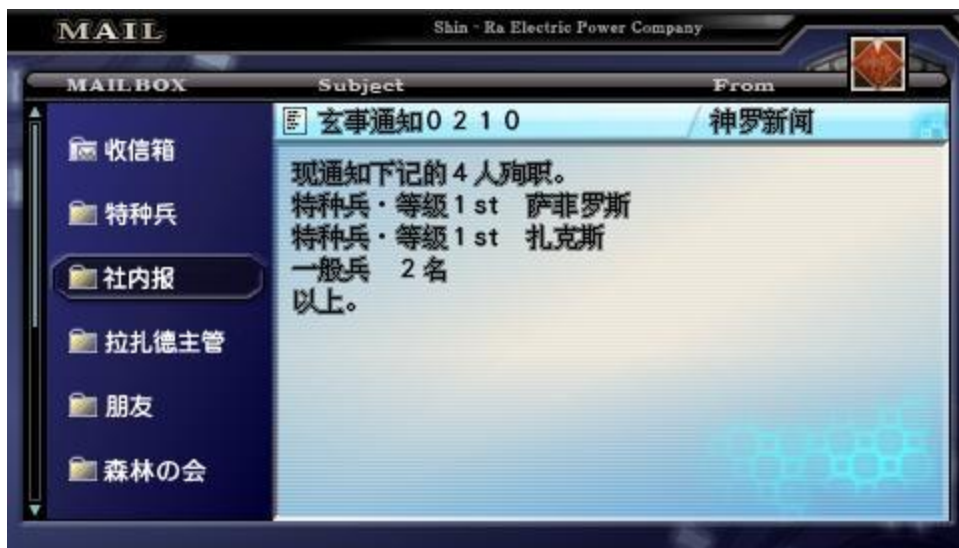 MAIL
Shin - Ra Electric Power Company
MAILBOX Subject From
玄事通知0210 神罗新闻
收信箱
特种兵
社内报
拉扎德主管
朋友
森林の会
现通知下记的4人殉职。
特种兵・等级1st 萨菲罗斯
特种兵・等级1st 扎克斯
一般兵 2名
以上。